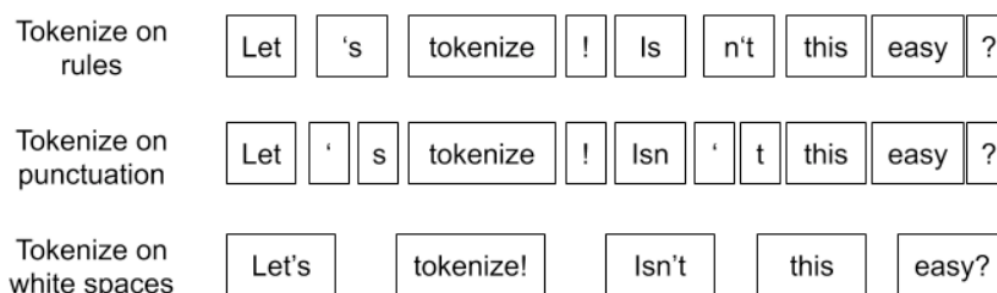 Tokenize on
rules
Let ‘s tokenize ! Is n‘t this easy ?
Tokenize on
punctuation
Let ‘ s tokenize ! Isn ‘ t this easy ?
Tokenize on
white spaces
Let’s tokenize! Isn’t this easy?